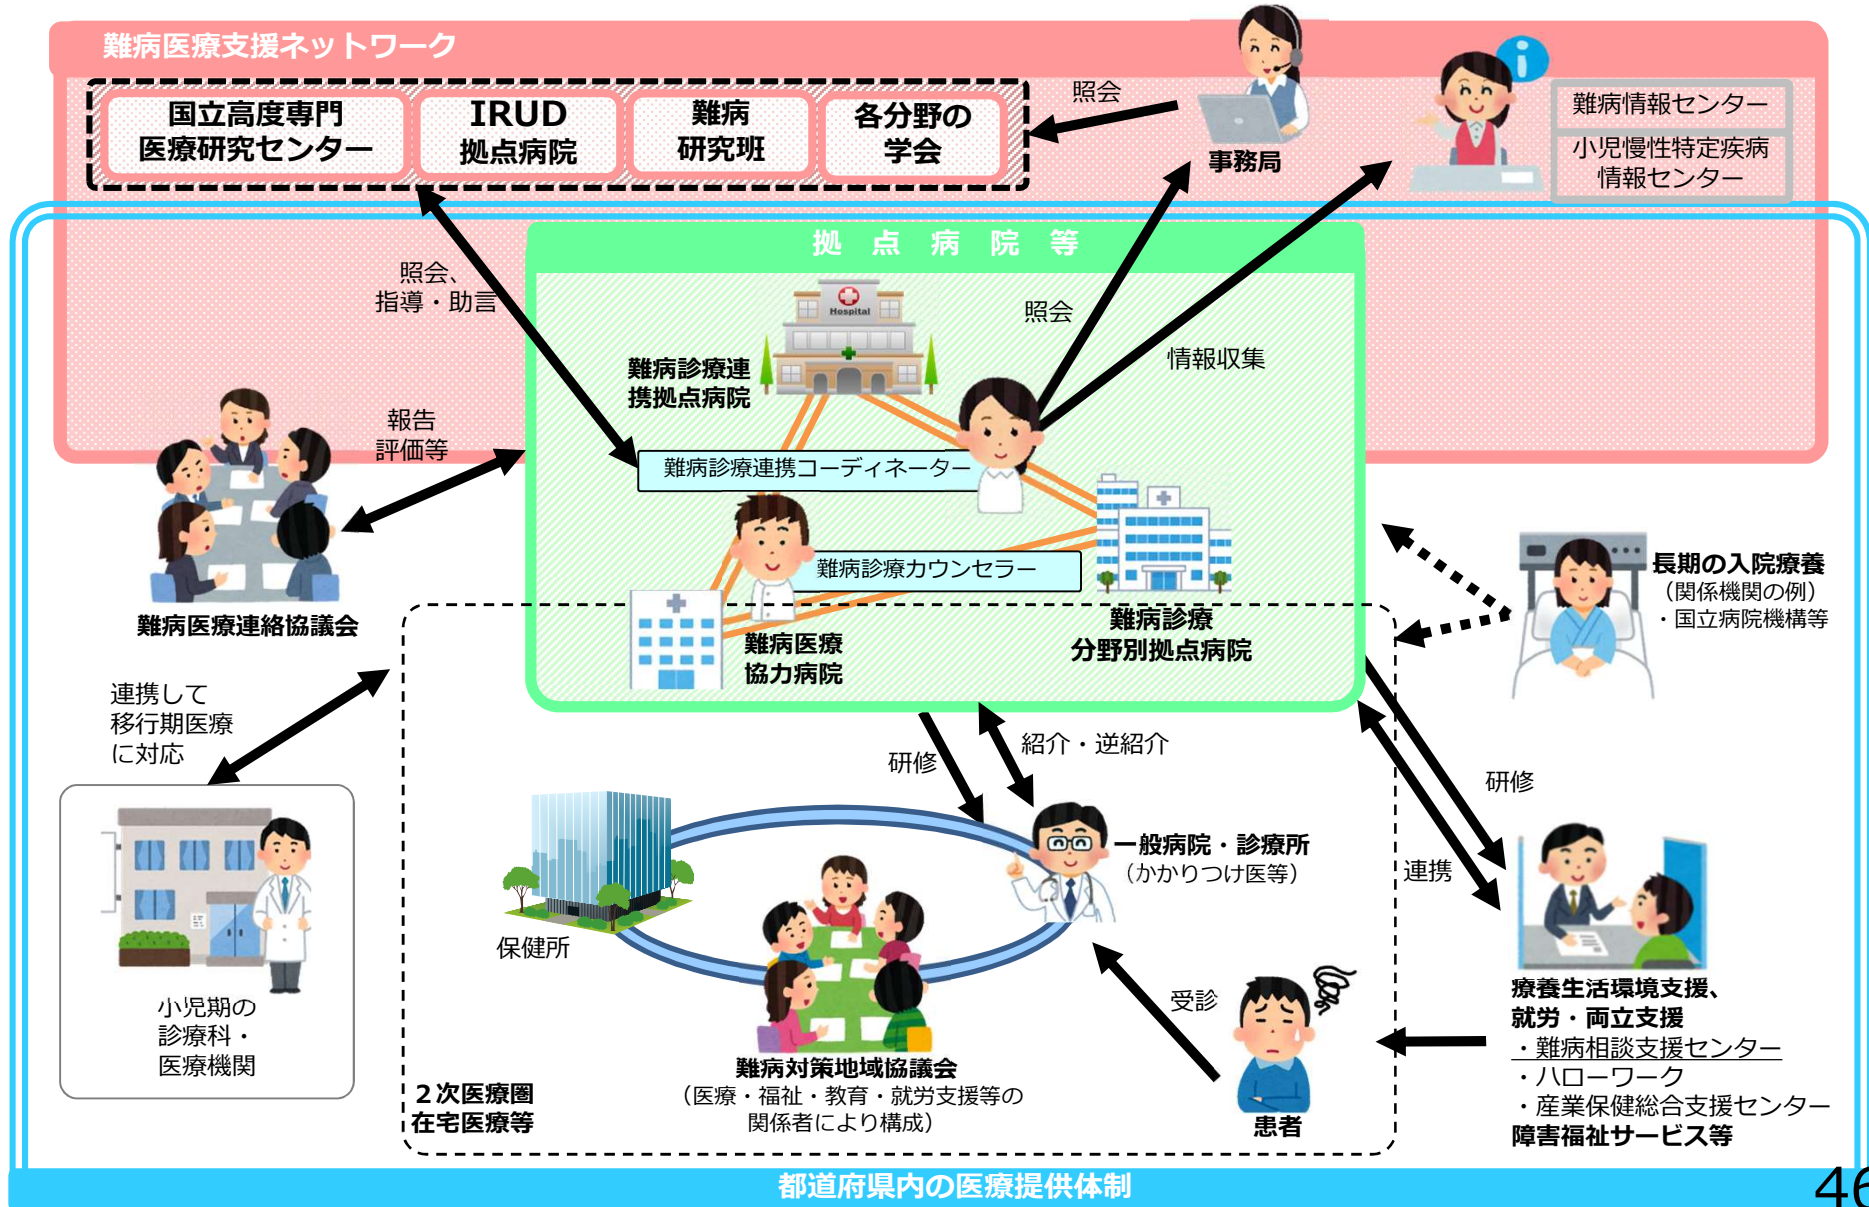 難病医療支援ネットワーク
国立高度専門
医療研究センター
IRUD
拠点病院
難病
研究班
各分野の
学会
照会
事務局
難病情報センター
小児慢性特定疾病
情報センター
拠点病院等
照会、
指導・助言
Hospital
照会
情報収集
難病診療連
携拠点病院
報告
評価等
難病診療連携コーディネーター
難病診療カウンセラー
難病医療連絡協議会
難病医療
協力病院
難病診療
分野別拠点病院
長期の入院療養
（関係機関の例）
・国立病院機構等
連携して
移行期医療
に対応
研修
紹介・逆紹介
研修
一般病院・診療所
（かかりつけ医等）
連携
保健所
小児期の
診療科・
医療機関
受診
療養生活環境支援、
就労・両立支援
・難病相談支援センター
・ハローワーク
・産業保健総合支援センター
障害福祉サービス等
難病対策地域協議会
（医療・福祉・教育・就労支援等の
関係者により構成）
２次医療圏
在宅医療等
患者
都道府県内の医療提供体制
46